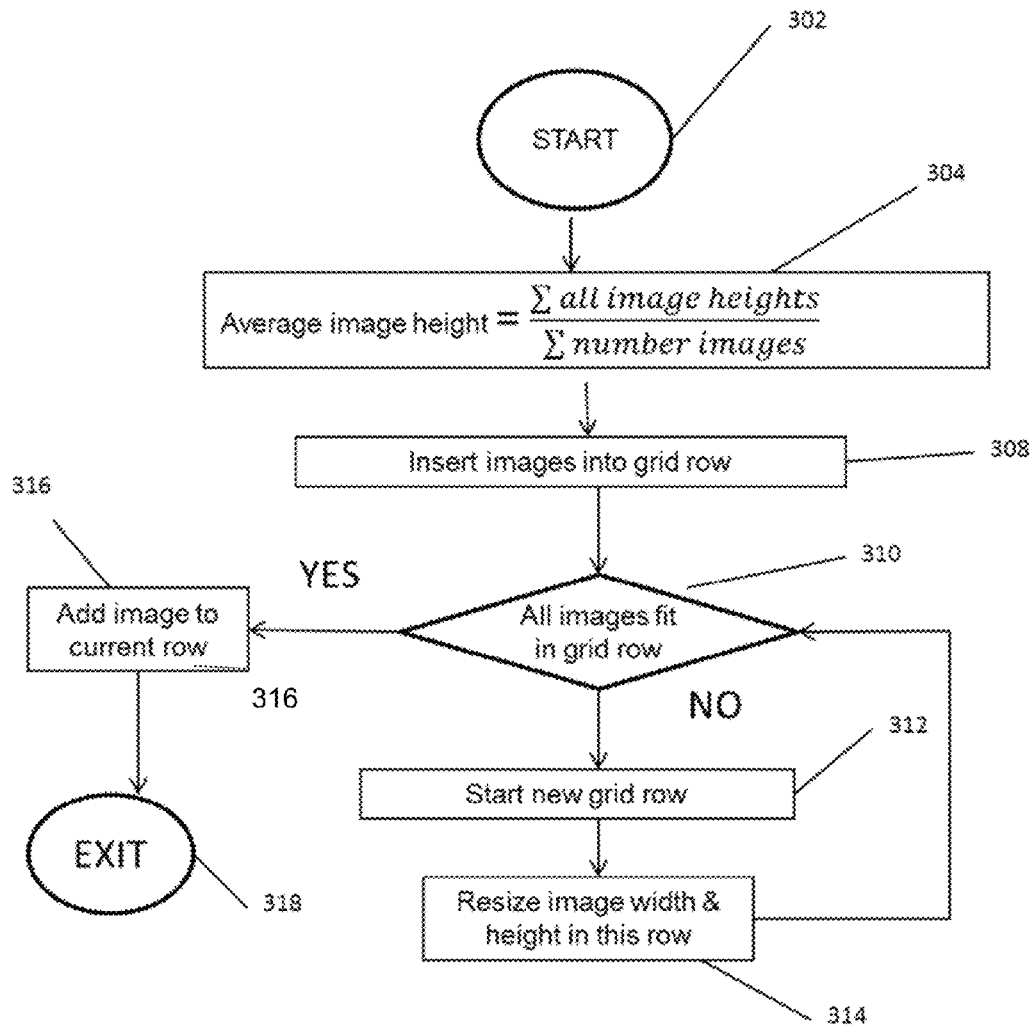 302
START
304
Average image height = ∑ all image heights / ∑ number images
Insert images into grid row
308
316
YES
310
Add image to
current row
All images fit
in grid row
316
NO
312
Start new grid row
EXIT
318
Resize image width &
height in this row
314